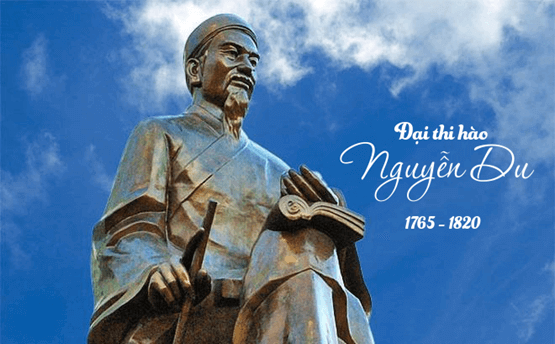 Đại thi hào
Nguyễn Du
1765 - 1820